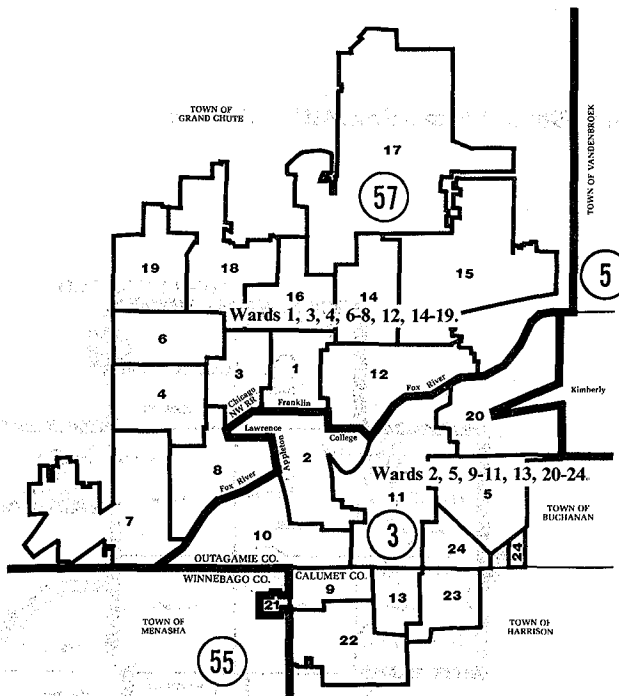 TOWN OF
GRAND CHUTE
TOWN OF VANDENBROEK
17
57
19
18
16
14
15
5
Wards 1, 3, 4, 6-8, 12, 14-19.
6
3
1
12
4
Chicago
NW RR
Franklin
Fox River
Kimberly
20
Lawrence
College
Appleton
2
8
Fox River
Wards 2, 5, 9-11, 13, 20-24.
11
5
7
10
3
TOWN OF
BUCHANAN
24
24
OUTAGAMIE CO.
WINNEBAGO CO.
CALUMET CO.
9
21
13
23
TOWN OF
MENASHA
22
TOWN OF
HARRISON
55